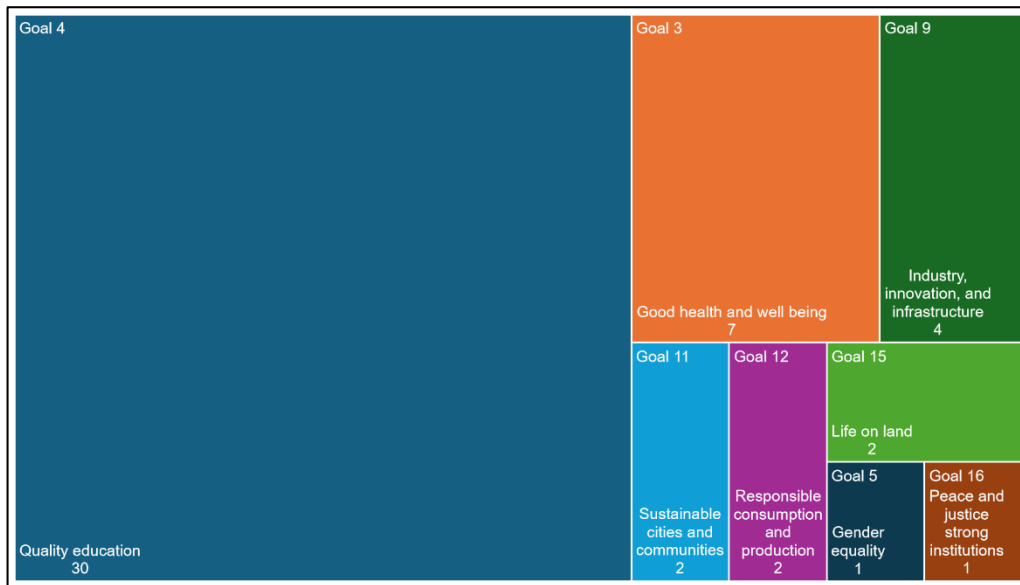 Goal 4
Quality education
30
Goal 3
Good health and well being
7
Goal 9
Industry,
innovation, and
infrastructure
4
Goal 11
Sustainable
cities and
communities
2
Goal 12
Responsible
consumption
and
production
2
Goal 15
Life on land
2
Goal 5
Gender
equality
1
Goal 16
Peace and
justice
strong
institutions
1